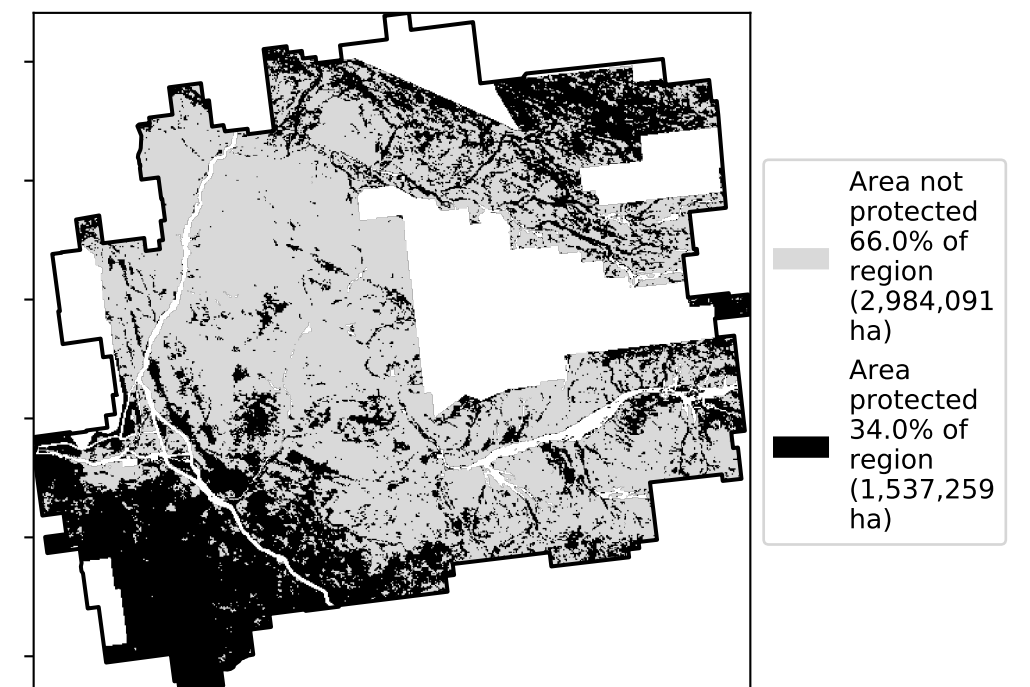 Area not
protected
66.0% of
region
(2,984,091
ha)
Area
protected
34.0% of
region
(1,537,259
ha)